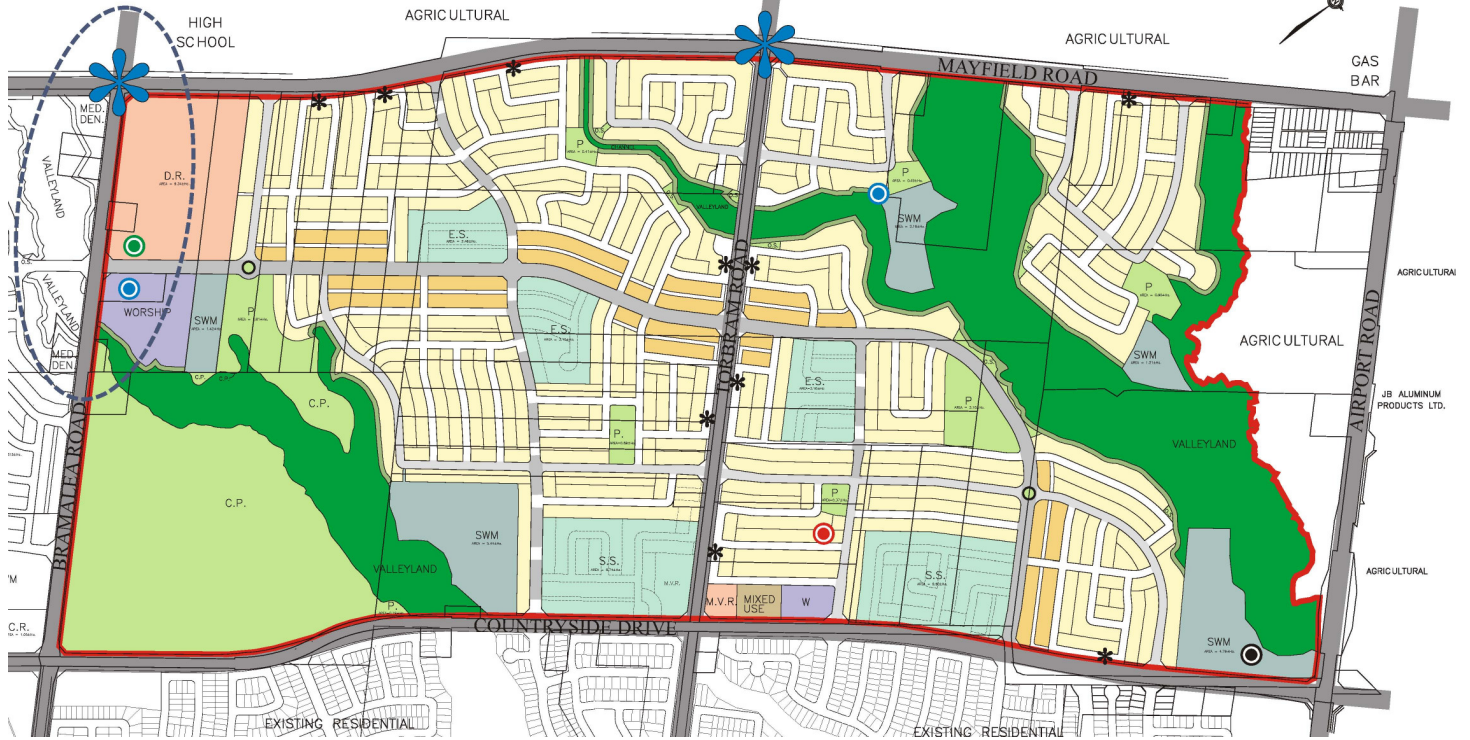 AGRICULTURAL
HIGH
SCHOOL
AGRICULTURAL
GAS
BAR
MAYFIELD ROAD
MED.
DEN.
VALLEYLAND
D.R.
P
P
E.S.
VALLEYLAND
SWM
O.S.
AGRICULTURAL
P
WORSHIP
SWM
P
VALLEYLAND
E.S.
TORBRAM ROAD
SWM
AGRICULTURAL
MED.
DEN.
C.P.
C.P.
C.P.
E.S.
P
JB ALUMINUM
PRODUCTS LTD.
AIRPORT ROAD
BRAMALEA ROAD
P.
VALLEYLAND
C.P.
P
SWM
VALLEYLAND
S.S.
M.V.R.
S.S.
AGRICULTURAL
P.
M.V.R.
MIXED
USE
W
C.R.
COUNTRYSIDE DRIVE
SWM
EXISTING RESIDENTIAL
EXISTING RESIDENTIAL